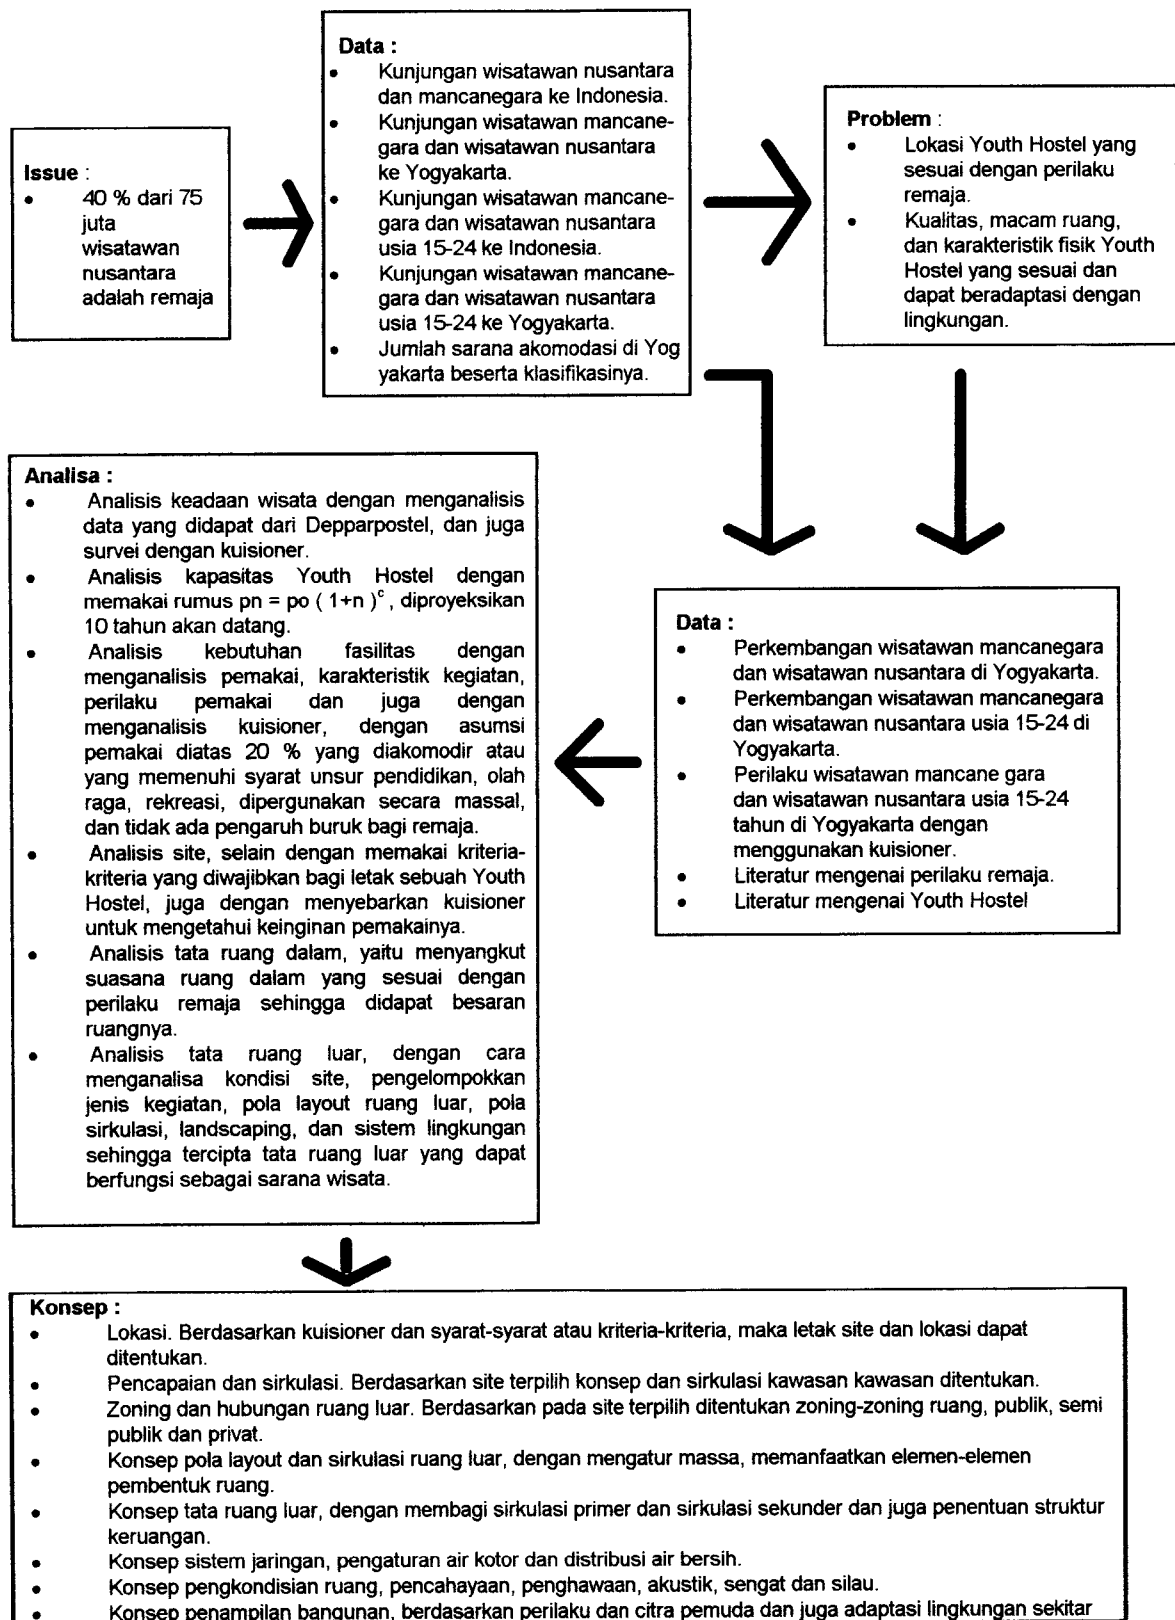 Issue :
• 40 % dari 75
juta
wisatawan
nusantara
adalah remaja
Data :
• Kunjungan wisatawan nusantara
dan mancanegara ke Indonesia.
• Kunjungan wisatawan mancane-
gara dan wisatawan nusantara
ke Yogyakarta.
• Kunjungan wisatawan mancane-
gara dan wisatawan nusantara
usia 15-24 ke Indonesia.
• Kunjungan wisatawan mancane-
gara dan wisatawan nusantara
usia 15-24 ke Yogyakarta.
• Jumlah sarana akomodasi di Yog
yakarta beserta klasifikasinya.
Problem :
• Lokasi Youth Hostel yang
sesuai dengan perilaku
remaja.
• Kualitas, macam ruang,
dan karakteristik fisik Youth
Hostel yang sesuai dan
dapat beradaptasi dengan
lingkungan.
Data :
• Perkembangan wisatawan mancanegara
dan wisatawan nusantara di Yogyakarta.
• Perkembangan wisatawan mancanegara
dan wisatawan nusantara usia 15-24 di
Yogyakarta.
• Perilaku wisatawan mancane gara
dan wisatawan nusantara usia 15-24
tahun di Yogyakarta dengan
menggunakan kuisioner.
• Literatur mengenai perilaku remaja.
• Literatur mengenai Youth Hostel
Analisa :
• Analisis keadaan wisata dengan menganalisis
data yang didapat dari Depparpostel, dan juga
survei dengan kuisioner.
• Analisis kapasitas Youth Hostel dengan
memakai rumus pn = po ( 1+n )ᶜ , diproyeksikan
10 tahun akan datang.
• Analisis kebutuhan fasilitas dengan
menganalisis pemakai, karakteristik kegiatan,
perilaku pemakai dan juga dengan
menganalisis kuisioner, dengan asumsi
pemakai diatas 20 % yang diakomodir atau
yang memenuhi syarat unsur pendidikan, olah
raga, rekreasi, dipergunakan secara massal,
dan tidak ada pengaruh buruk bagi remaja.
• Analisis site, selain dengan memakai kriteria-
kriteria yang diwajibkan bagi letak sebuah Youth
Hostel, juga dengan menyebarkan kuisioner
untuk mengetahui keinginan pemakainya.
• Analisis tata ruang dalam, yaitu menyangkut
suasana ruang dalam yang sesuai dengan
perilaku remaja sehingga didapat besaran
ruangnya.
• Analisis tata ruang luar, dengan cara
menganalisa kondisi site, pengelompokkan
jenis kegiatan, pola layout ruang luar, pola
sirkulasi, landscaping, dan sistem lingkungan
sehingga tercipta tata ruang luar yang dapat
berfungsi sebagai sarana wisata.
Konsep :
• Lokasi. Berdasarkan kuisioner dan syarat-syarat atau kriteria-kriteria, maka letak site dan lokasi dapat
ditentukan.
• Pencapaian dan sirkulasi. Berdasarkan site terpilih konsep dan sirkulasi kawasan kawasan ditentukan.
• Zoning dan hubungan ruang luar. Berdasarkan pada site terpilih ditentukan zoning-zoning ruang, publik, semi
publik dan privat.
• Konsep pola layout dan sirkulasi ruang luar, dengan mengatur massa, memanfaatkan elemen-elemen
pembentuk ruang.
• Konsep tata ruang luar, dengan membagi sirkulasi primer dan sirkulasi sekunder dan juga penentuan struktur
keruangan.
• Konsep sistem jaringan, pengaturan air kotor dan distribusi air bersih.
• Konsep pengkondisian ruang, pencahayaan, penghawaan, akustik, sengat dan silau.
• Konsep penampilan bangunan, berdasarkan perilaku dan citra pemuda dan juga adaptasi lingkungan sekitar